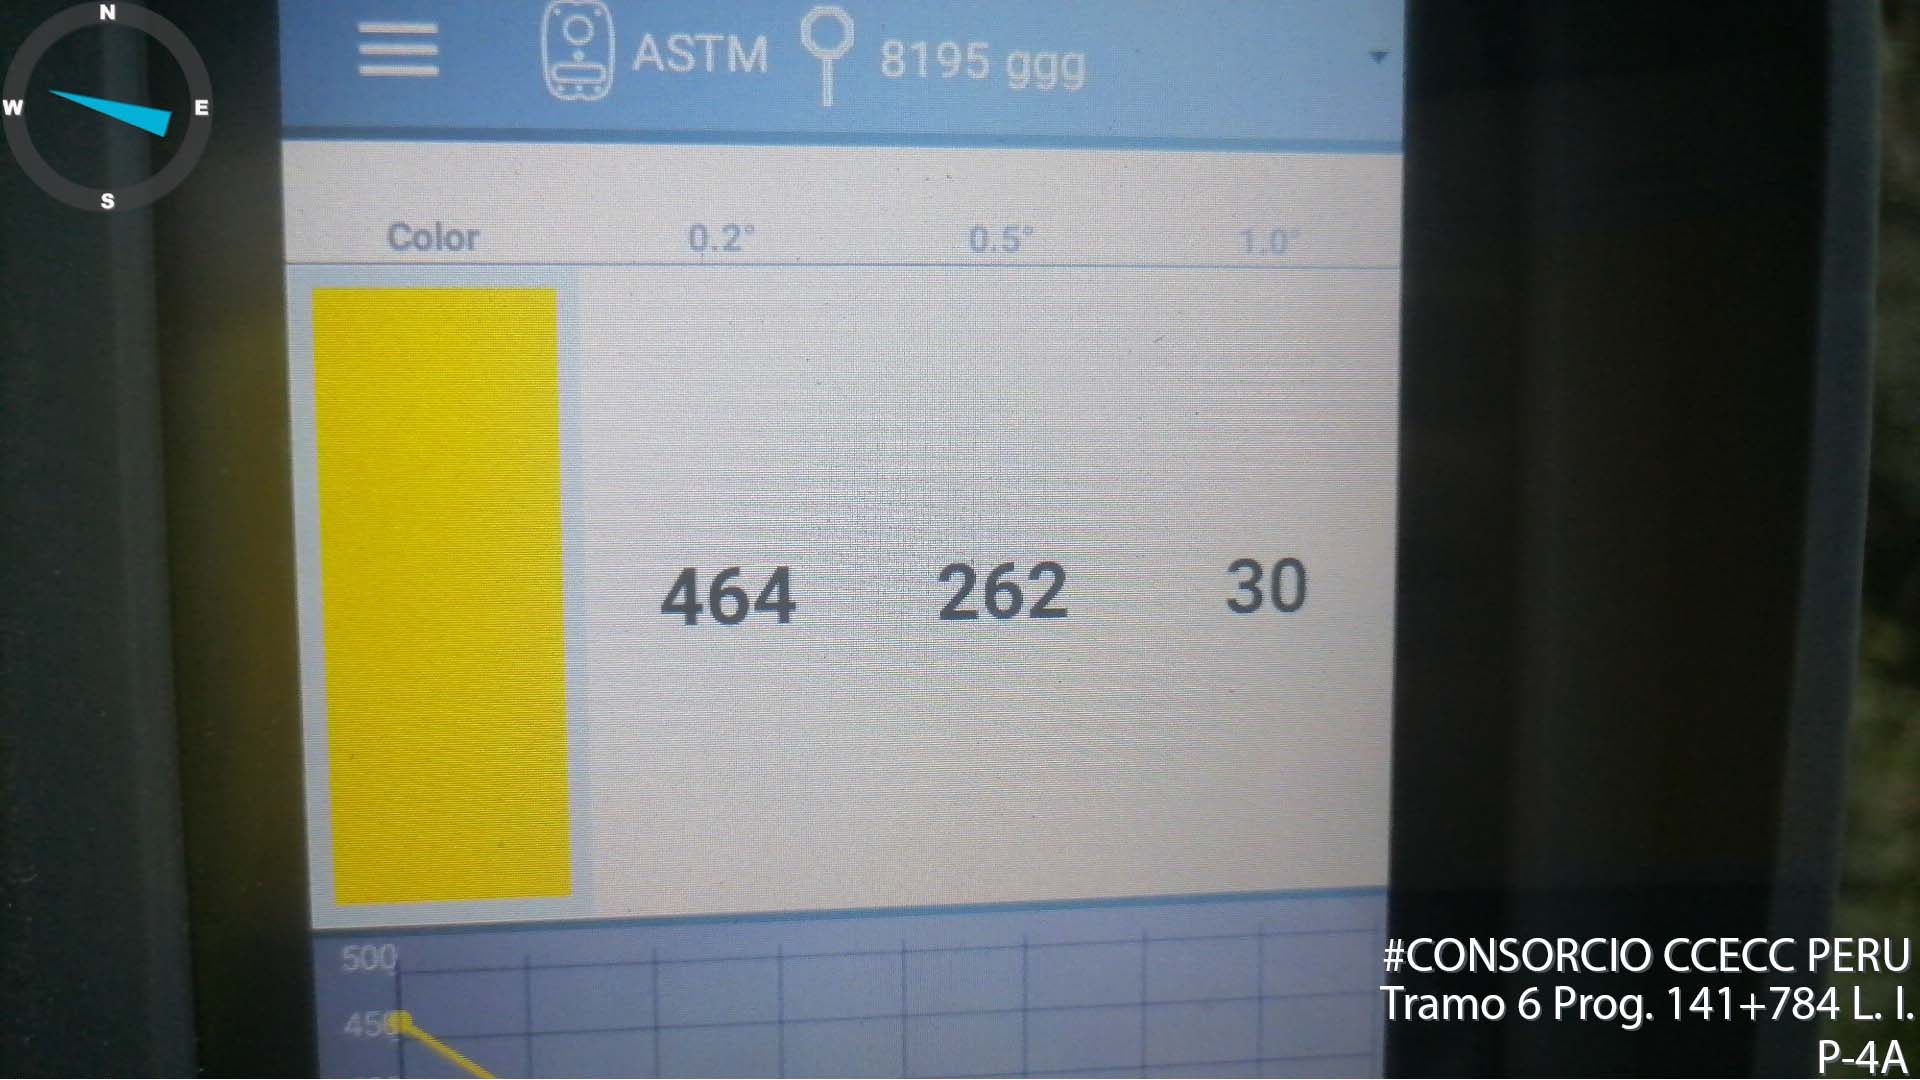 N
W
E
S
ASTM
8195 ggg
Color 0.2° 0.5° 1.0°
464 262 30
500
450
#CONSORCIO CCECC PERU
Tramo 6 Prog. 141+784 L. I.
P-4A